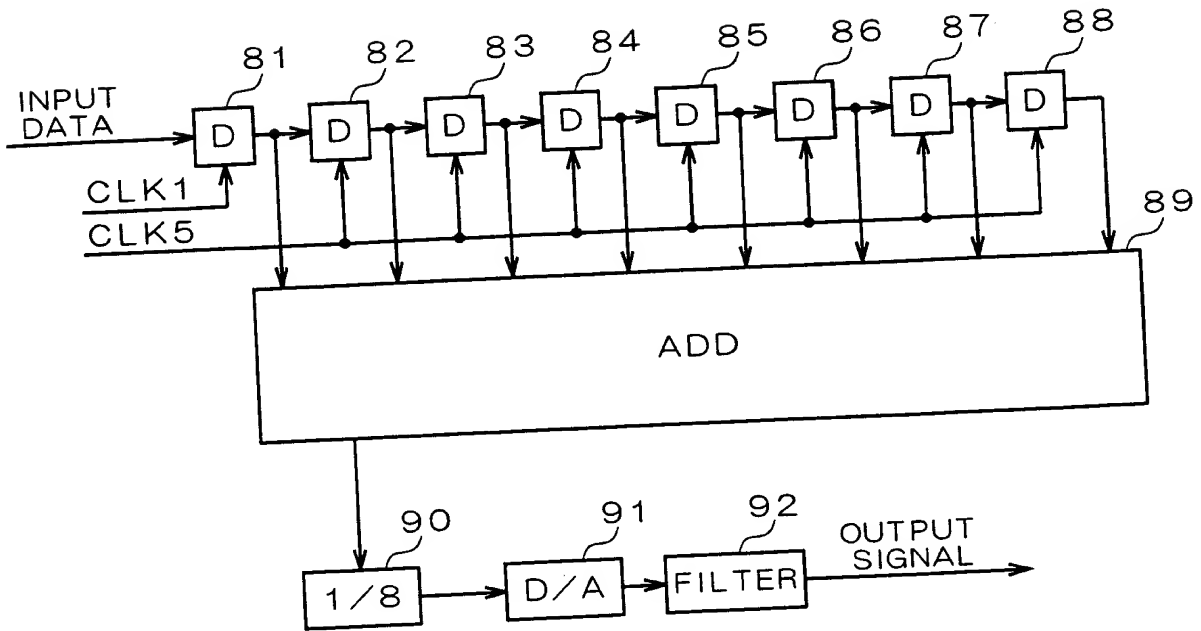 81 82 83 84 85 86 87 88
INPUT
DATA
D D D D D D D D
CLK1
CLK5
89
ADD
90 91 92
1/8 D/A FILTER
OUTPUT
SIGNAL